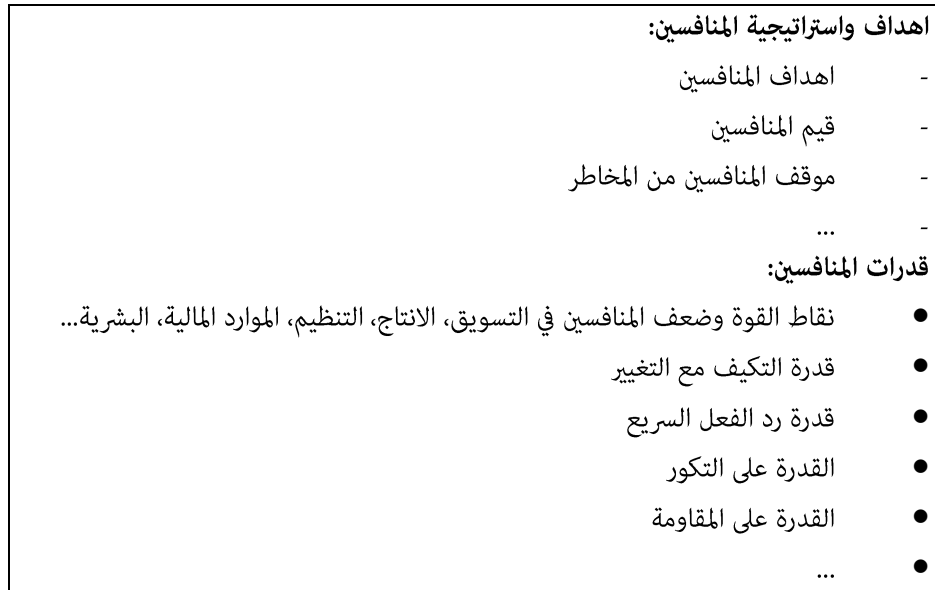 اهداف واستراتيجية المنافسين:
- اهداف المنافسين
- قيم المنافسين
- موقف المنافسين من المخاطر
- ...
قدرات المنافسين:
● نقاط القوة وضعف المنافسين في التسويق، الانتاج، التنظيم، الموارد المالية، البشرية...
● قدرة التكيف مع التغيير
● قدرة رد الفعل السريع
● القدرة على التكور
● القدرة على المقاومة
● ...